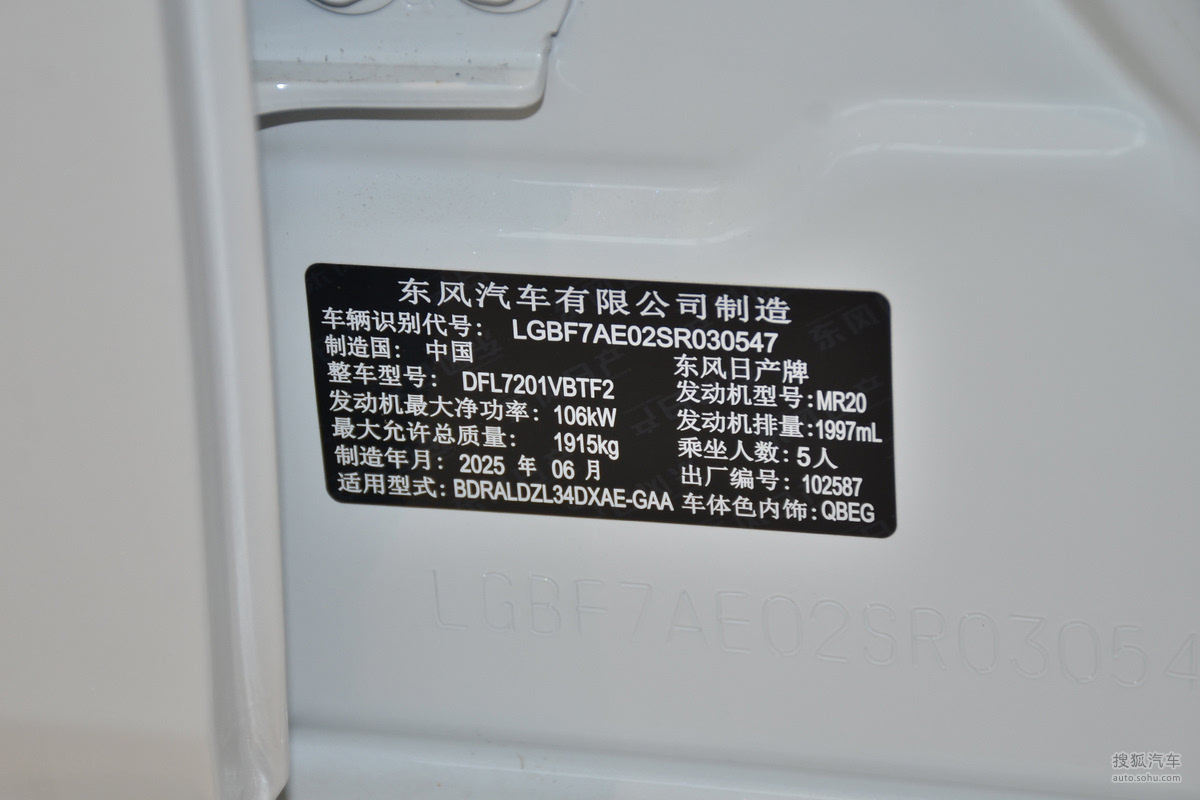 东风汽车有限公司制造
车辆识别代号： LGBF7AE02SR030547
制造国： 中国 东风日产牌
整车型号： DFL7201VBTF2 发动机型号:MR20
发动机最大净功率： 106kW 发动机排量:1997mL
最大允许总质量： 1915kg 乘坐人数: 5人
制造年月: 2025 年 06 月 出厂编号: 102587
适用型式: BDRALDZL34DXAE-GAA 车体色内饰:QBEG
LGBF7AE02SR03054
搜狐汽车
auto.sohu.com